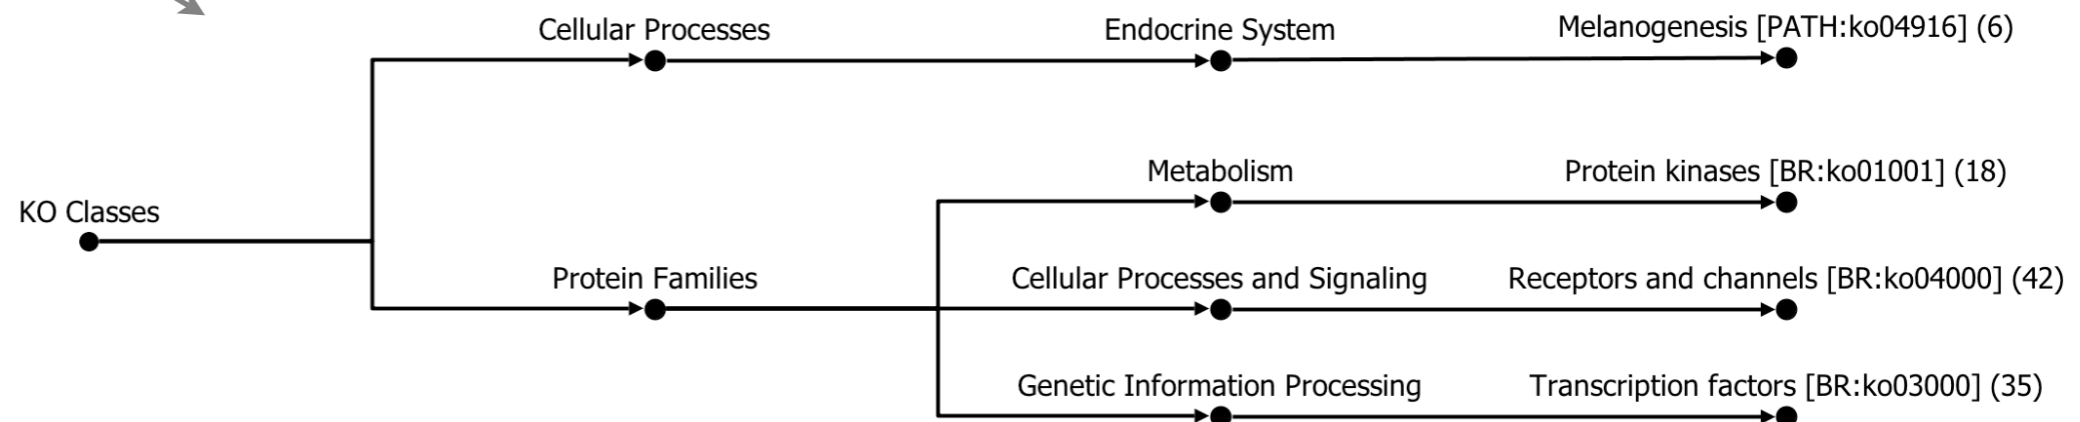 Cellular Processes
Endocrine System
Melanogenesis [PATH:ko04916] (6)
Metabolism
Protein kinases [BR:ko01001] (18)
KO Classes
Protein Families
Cellular Processes and Signaling
Receptors and channels [BR:ko04000] (42)
Genetic Information Processing
Transcription factors [BR:ko03000] (35)